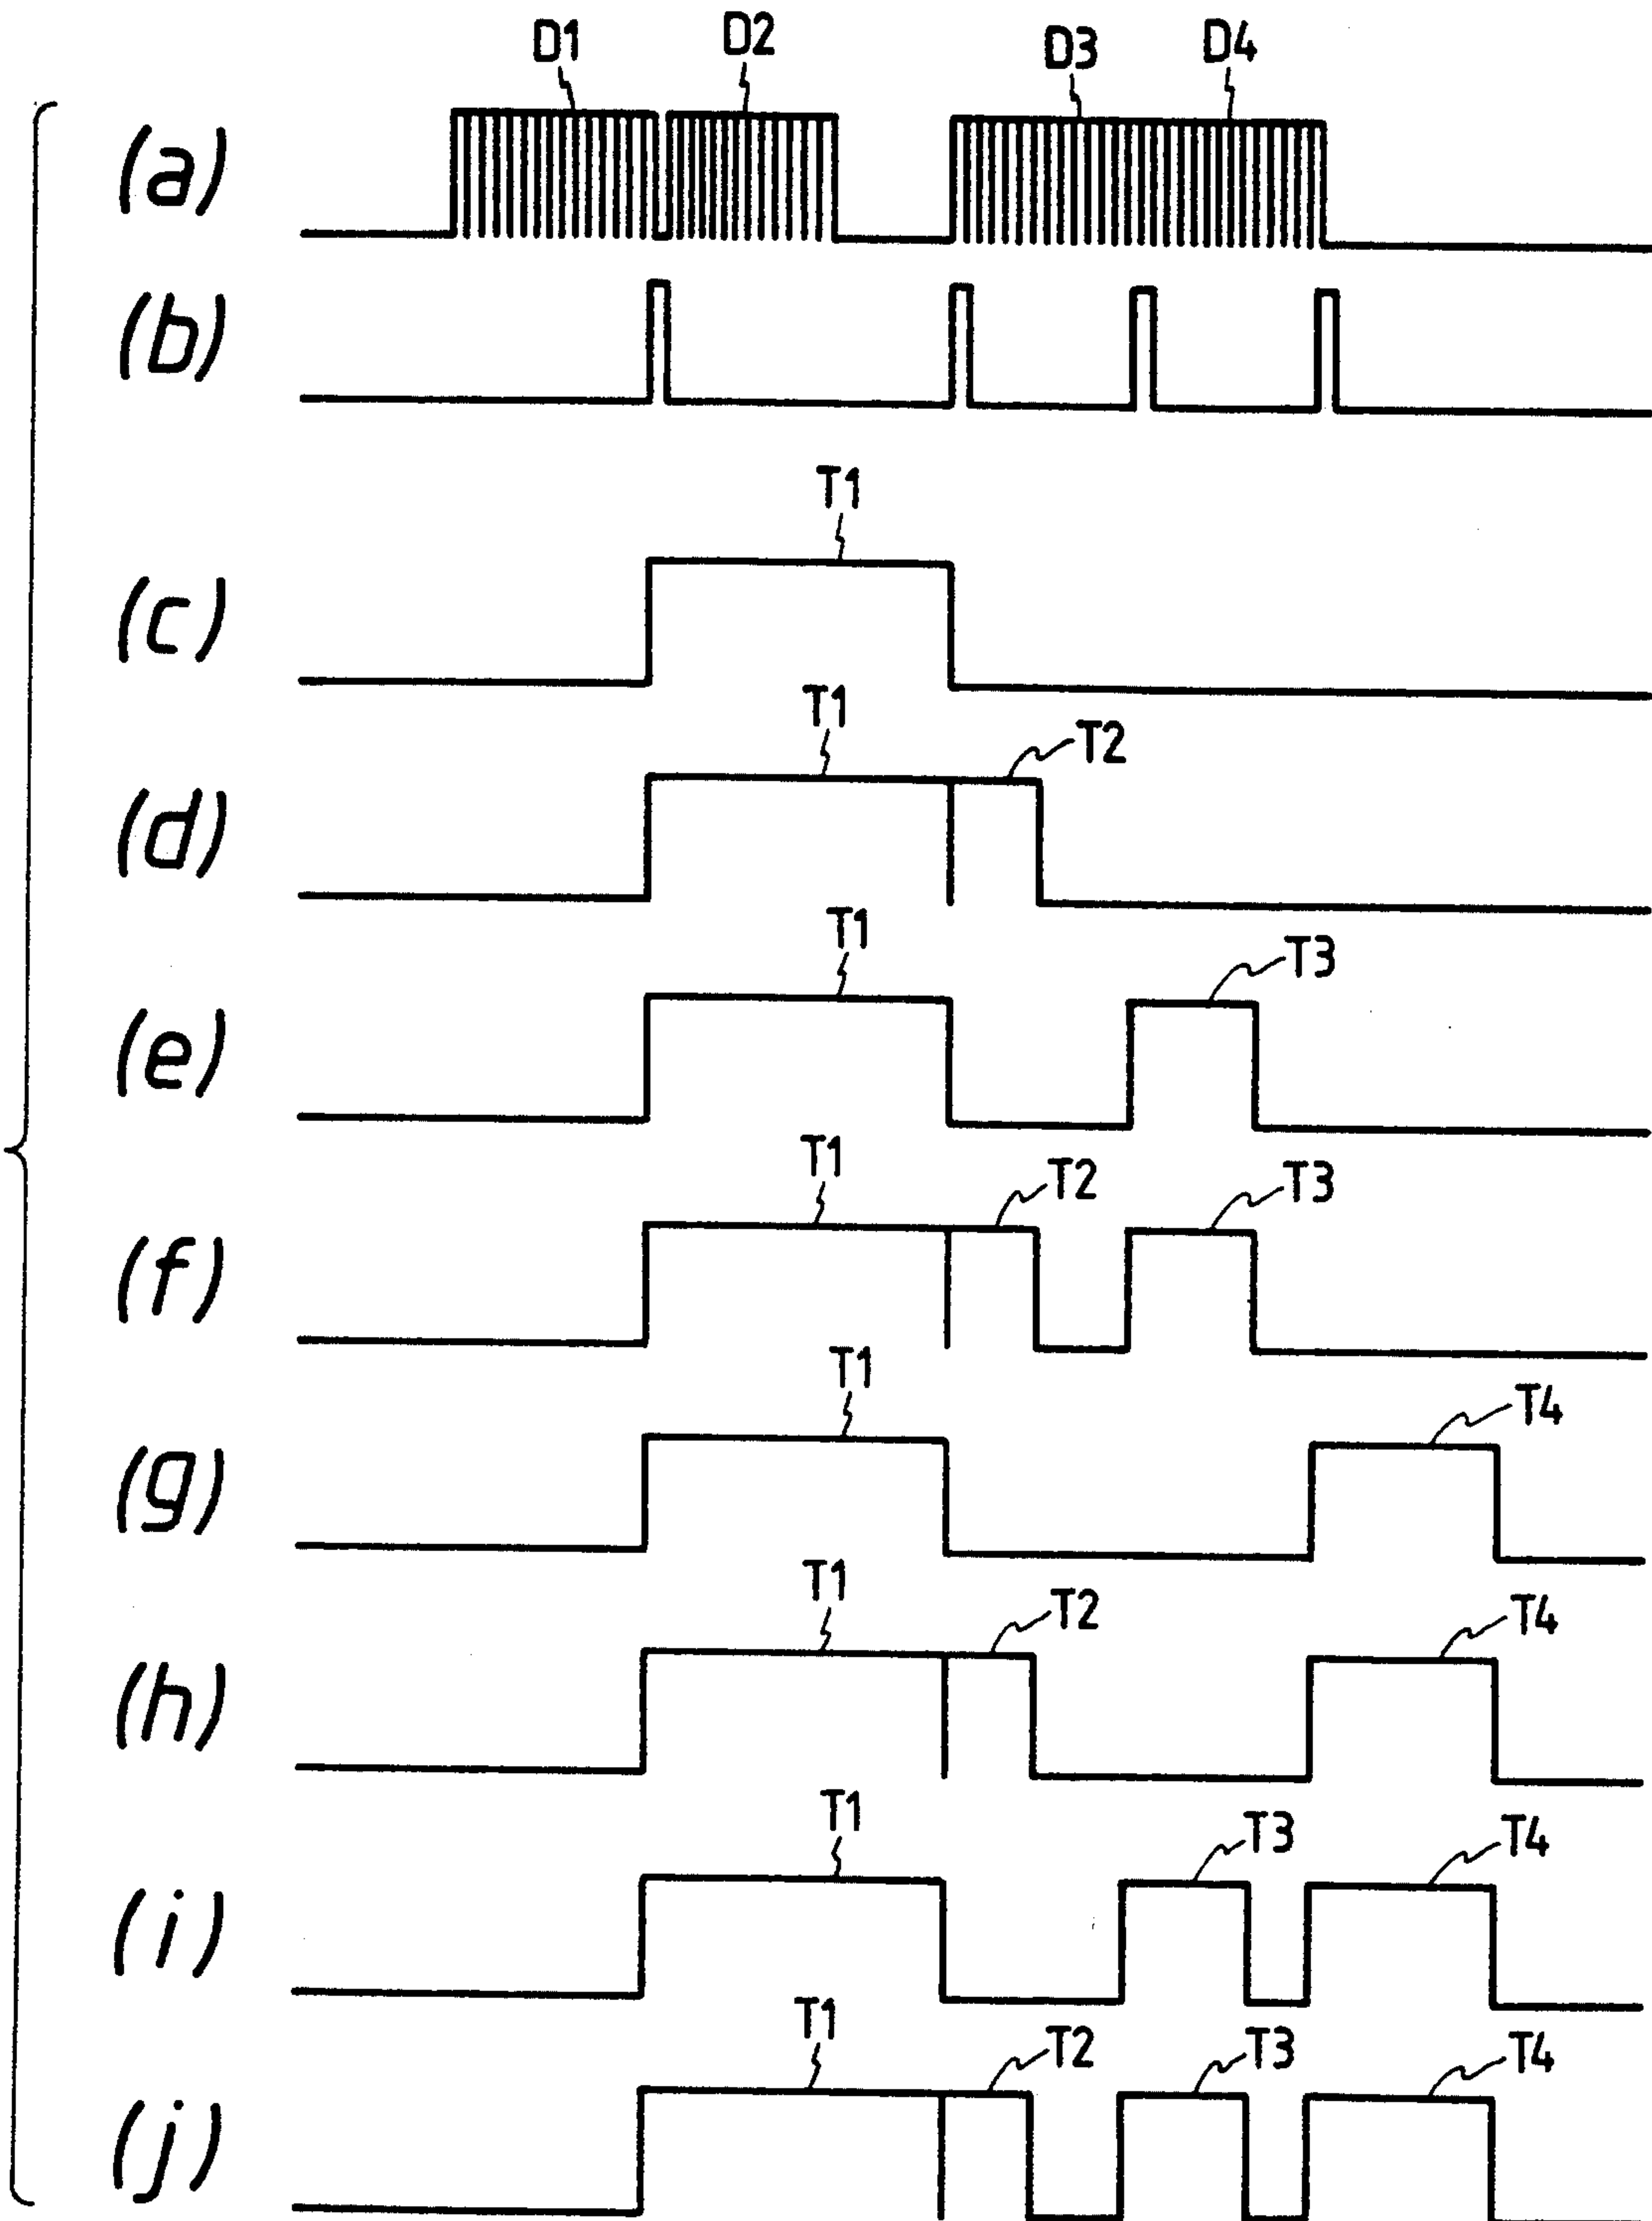 D1 D2 D3 D4
(a)
(b)
T1
(c)
T1 T2
(d)
T1 T3
(e)
T1 T2 T3
(f)
T1 T4
(g)
T1 T2 T4
(h)
T1 T3 T4
(i)
T1 T2 T3 T4
(j)